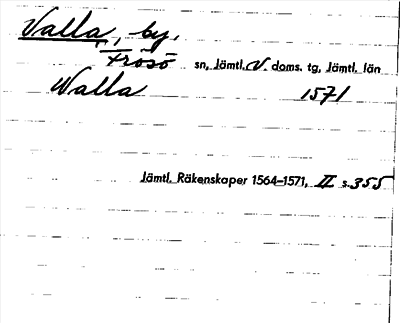 Valla, by.
Frösö sn, Jämtl. V. doms. tg, Jämtl. län
Walla 1571
Jämtl. Räkenskaper 1564–1571, II s. 355